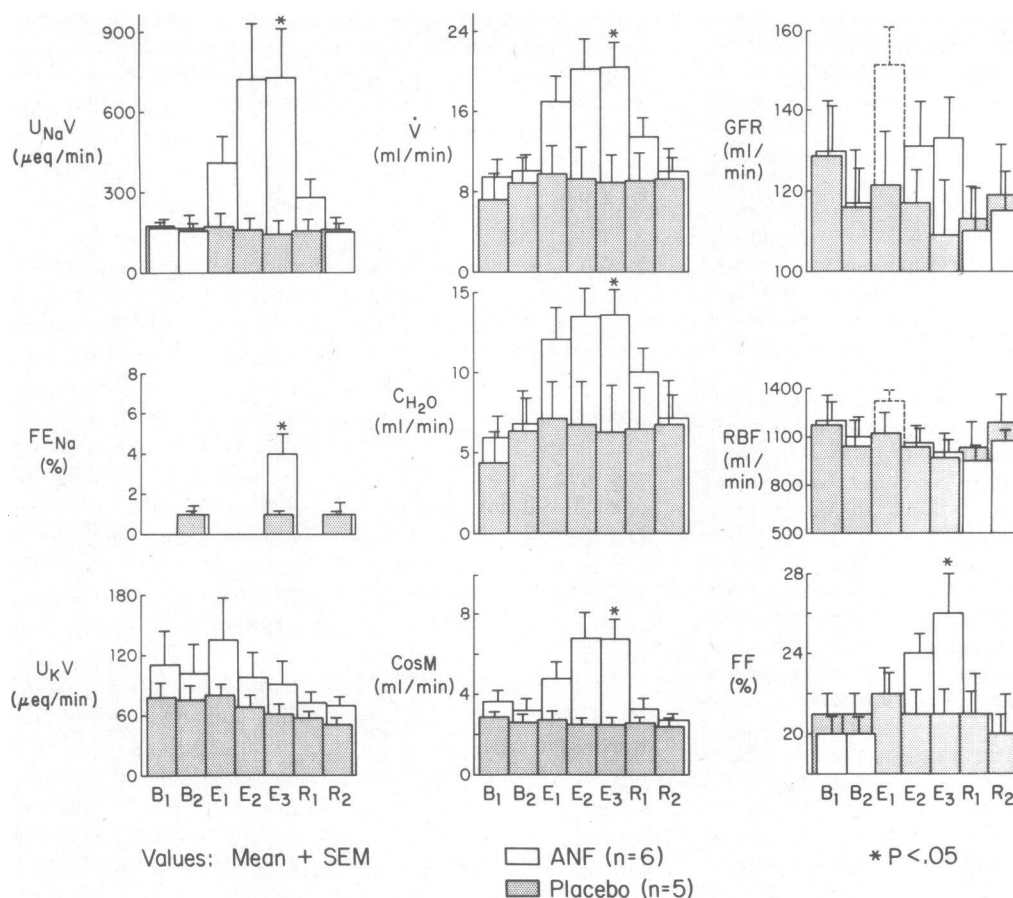 U_NaV
(μeq/min)
900
600
300
0
*
V̇
(ml/min)
24
16
8
0
*
GFR
(ml/
min)
160
140
120
100
FE_Na
(%)
8
6
4
2
0
*
C_H₂O
(ml/min)
15
10
5
0
*
RBF
(ml/
min)
1400
1100
800
500
U_KV
(μeq/min)
180
120
60
0
B₁ B₂ E₁ E₂ E₃ R₁ R₂
CosM
(ml/min)
8
4
0
*
B₁ B₂ E₁ E₂ E₃ R₁ R₂
FF
(%)
28
24
20
*
B₁ B₂ E₁ E₂ E₃ R₁ R₂
Values: Mean + SEM
ANF (n=6)
Placebo (n=5)
* P<.05